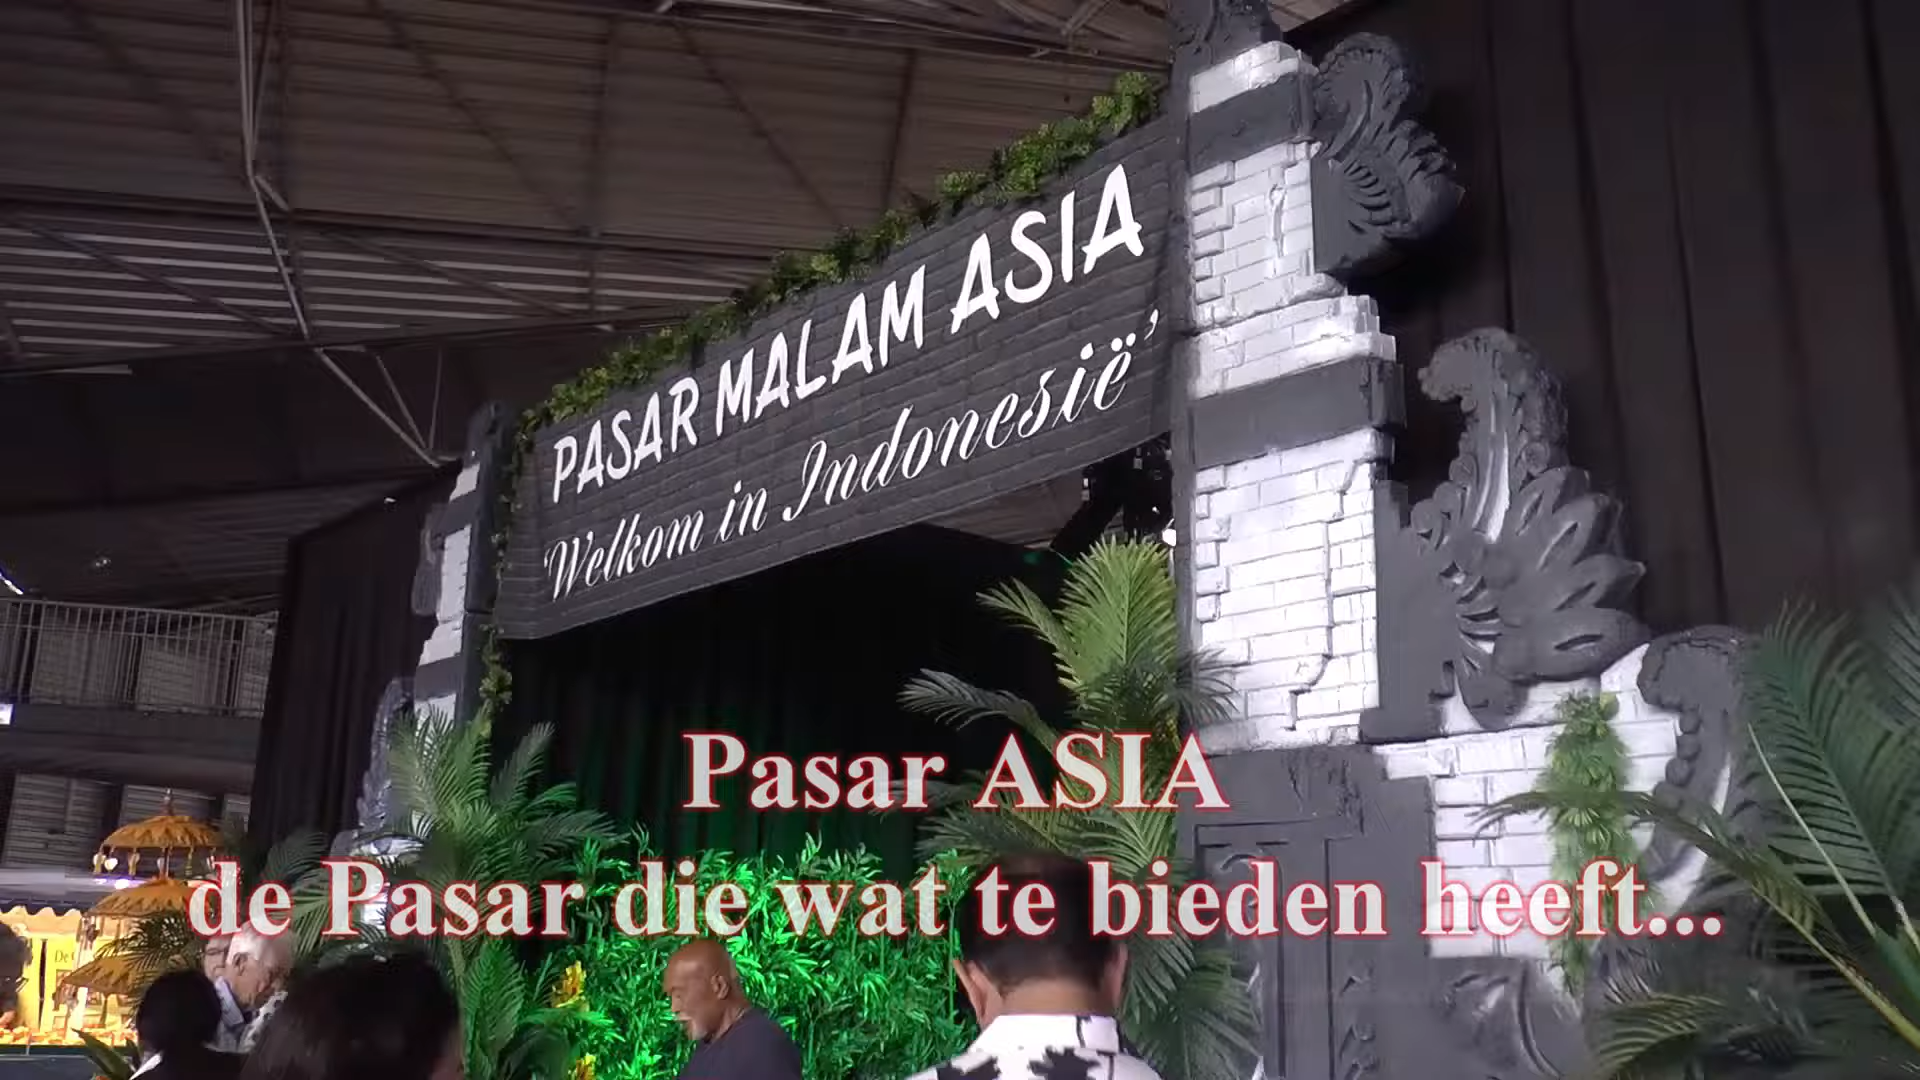 PASAR MALAM ASIA
'Welkom in Indonesië'
Pasar ASIA
de Pasar die wat te bieden heeft...